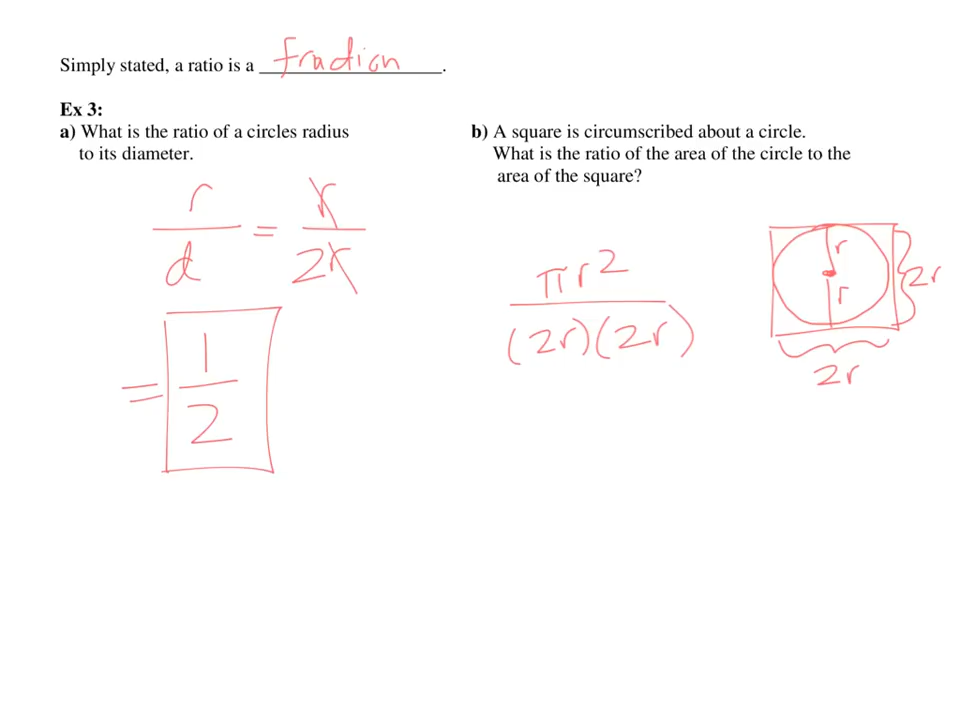 Simply stated, a ratio is a fraction.
Ex 3:
a) What is the ratio of a circles radius
to its diameter.
r/d = r/2r
= 1/2
b) A square is circumscribed about a circle.
What is the ratio of the area of the circle to the
area of the square?
πr²
(2r)(2r)
r
r
2r
2r